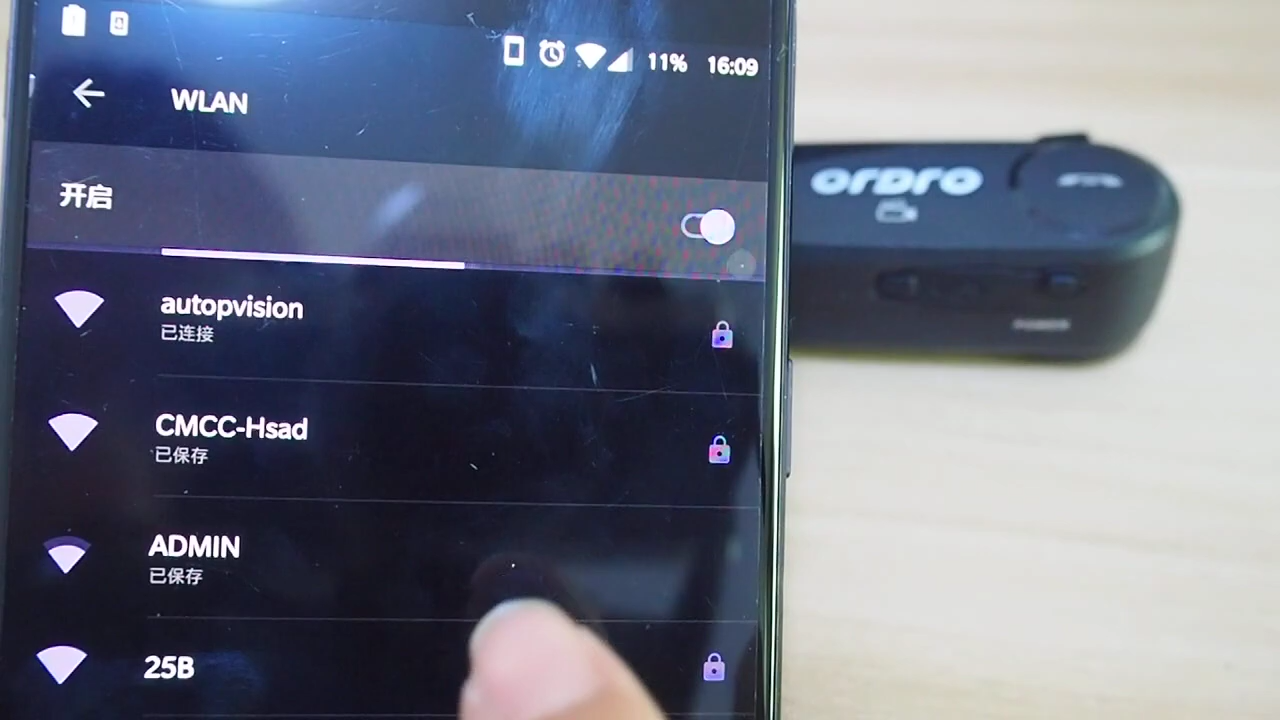 11% 16:09
WLAN
开启
autopvision
已连接
CMCC-Hsad
已保存
ADMIN
已保存
25B
ORDRO
POWER